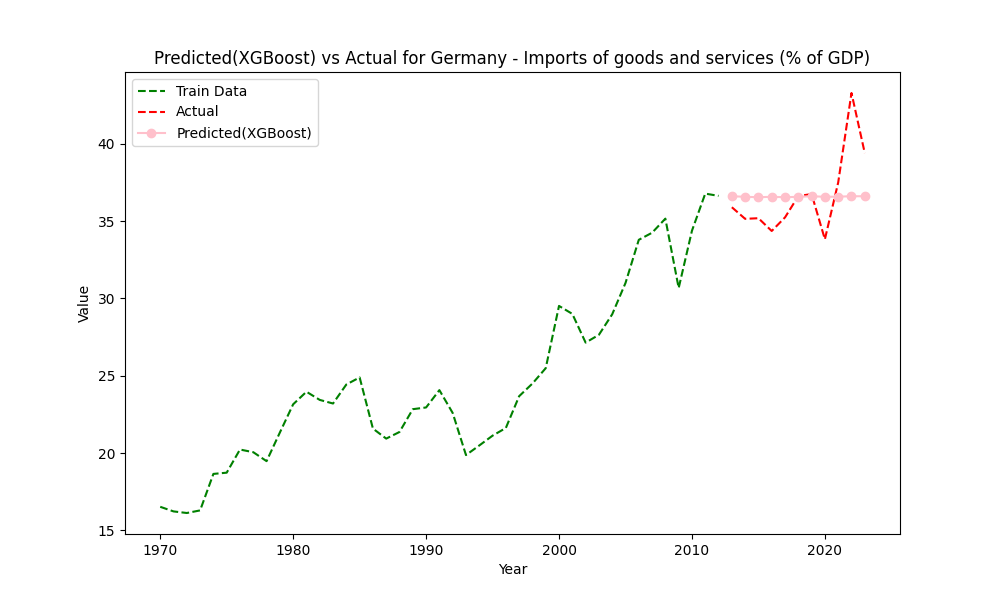 Predicted(XGBoost) vs Actual for Germany - Imports of goods and services (% of GDP)
Train Data
Actual
Predicted(XGBoost)
Value
40
35
30
25
20
15
1970 1980 1990 2000 2010 2020
Year